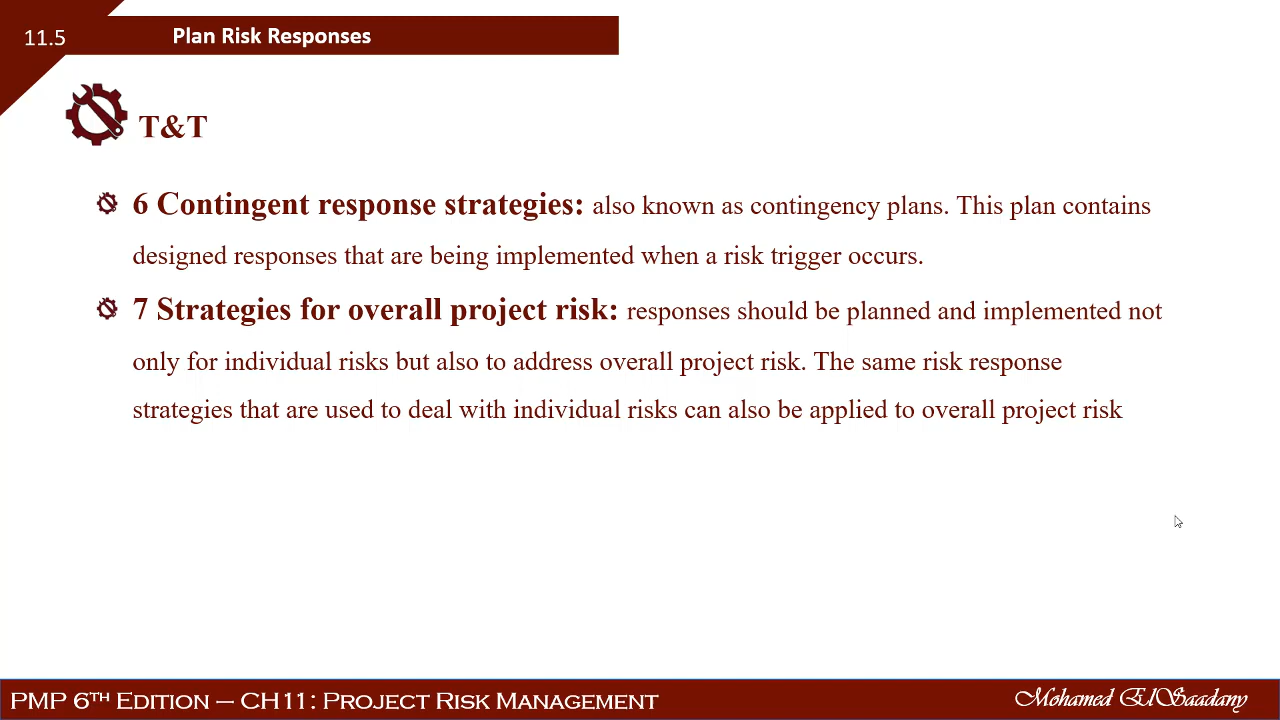 11.5
Plan Risk Responses
T&T
6 Contingent response strategies: also known as contingency plans. This plan contains
designed responses that are being implemented when a risk trigger occurs.
7 Strategies for overall project risk: responses should be planned and implemented not
only for individual risks but also to address overall project risk. The same risk response
strategies that are used to deal with individual risks can also be applied to overall project risk
PMP 6TH Edition – CH11: Project Risk Management
Mohamed ElSaadany